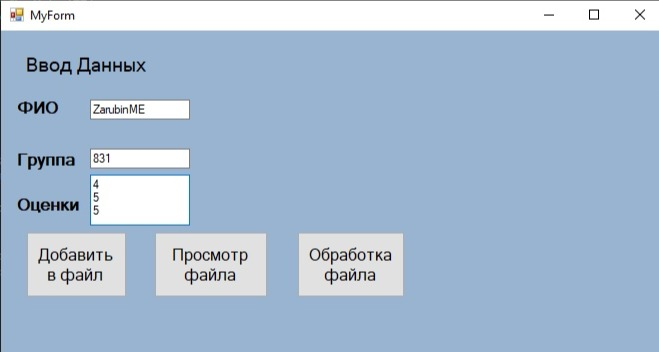 MyForm
Ввод Данных
ФИО
ZarubinME
Группа
831
Оценки
4
5
5
Добавить
в файл
Просмотр
файла
Обработка
файла